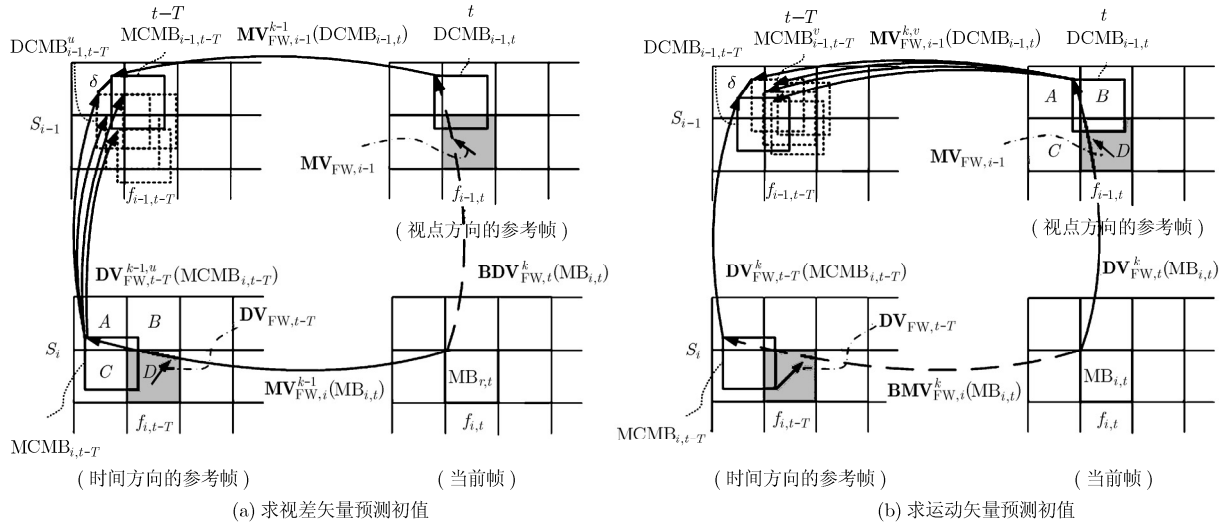 t−T
DCMB^u_{i−1,t−T}
MCMB_{i−1,t−T}
MV^{k−1}_{FW,i−1}(DCMB_{i−1,t})
t
DCMB_{i−1,t}
δ
S_{i−1}
MV_{FW,i−1}
f_{i−1,t−T}
f_{i−1,t}
(视点方向的参考帧)
DV^{k−1,u}_{FW,t−T}(MCMB_{i,t−T})
BDV^k_{FW,t}(MB_{i,t})
A
B
DV_{FW,t−T}
S_i
C
D
MV^{k−1}_{FW,i}(MB_{i,t})
MB_{r,t}
f_{i,t−T}
f_{i,t}
MCMB_{i,t−T}
(时间方向的参考帧)
(当前帧)
(a) 求视差矢量预测初值
t−T
DCMB_{i−1,t−T}
MCMB^v_{i−1,t−T}
MV^{k,v}_{FW,i−1}(DCMB_{i−1,t})
t
DCMB_{i−1,t}
δ
A
B
S_{i−1}
C
D
MV_{FW,i−1}
f_{i−1,t−T}
f_{i−1,t}
(视点方向的参考帧)
DV^k_{FW,t−T}(MCMB_{i,t−T})
DV^k_{FW,t}(MB_{i,t})
DV_{FW,t−T}
S_i
BMV^k_{FW,i}(MB_{i,t})
MB_{i,t}
f_{i,t−T}
f_{i,t}
MCMB_{i,t−T}
(时间方向的参考帧)
(当前帧)
(b) 求运动矢量预测初值